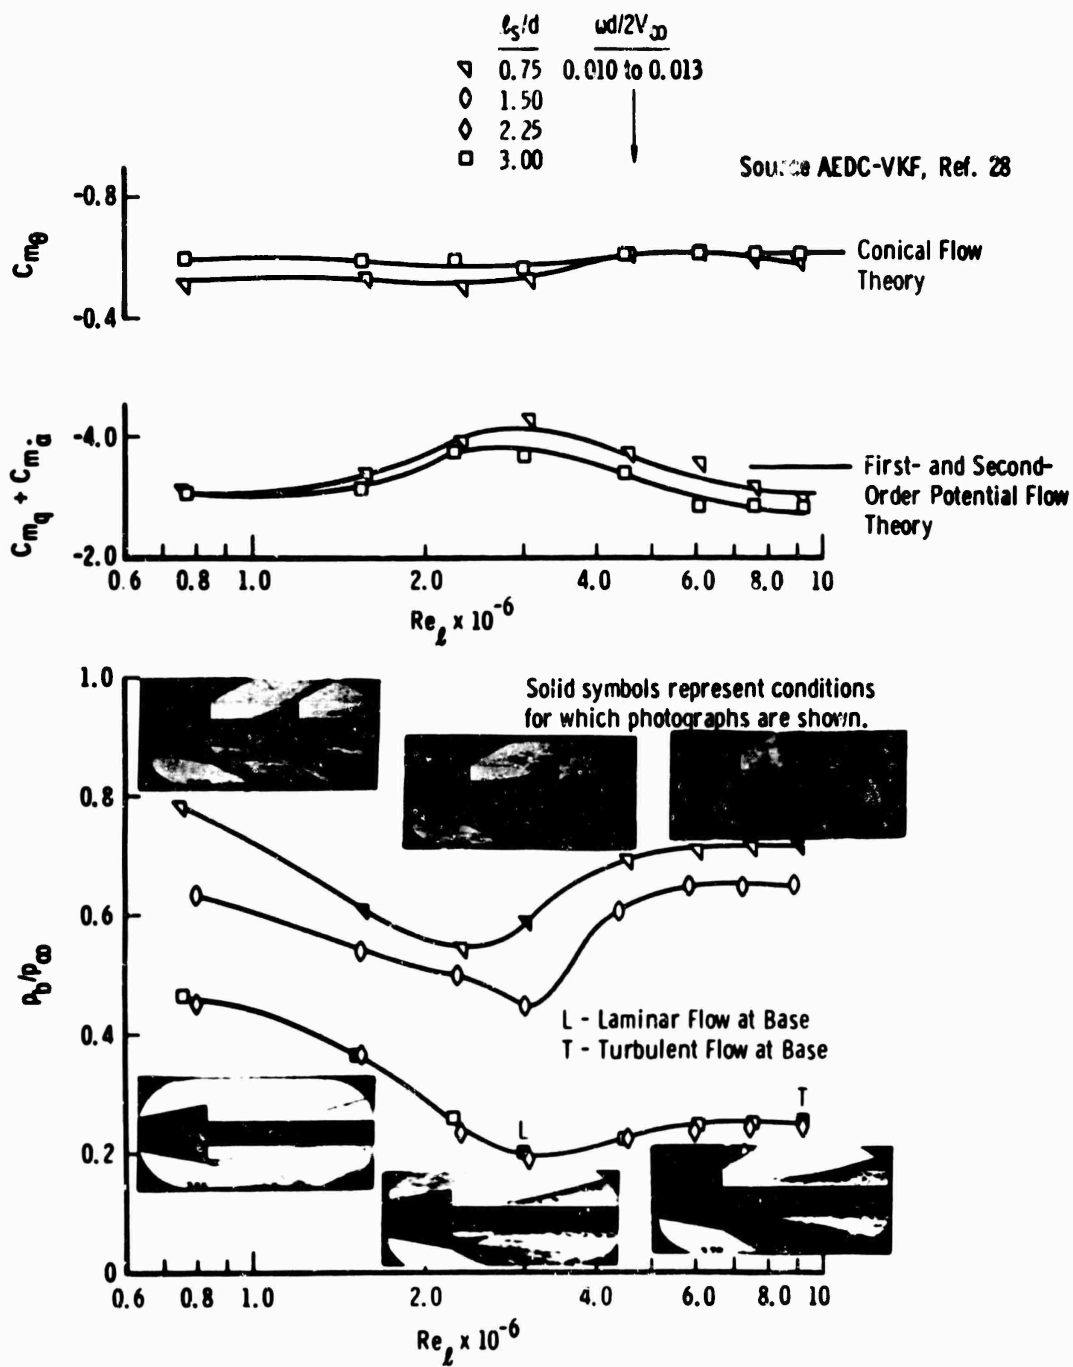 ℓs/d ωd/2V∞
0.75 0.010 to 0.013
1.50
2.25
3.00
Source AEDC-VKF, Ref. 28
-0.8
-0.4
Cmθ
Conical Flow
Theory
-4.0
-2.0
Cmq + Cmα̇
First- and Second-
Order Potential Flow
Theory
0.6 0.8 1.0 2.0 4.0 6.0 8.0 10
Reℓ x 10⁻⁶
1.0
0.8
0.6
0.4
0.2
0
pb/p∞
Solid symbols represent conditions
for which photographs are shown.
L - Laminar Flow at Base
T - Turbulent Flow at Base
L
T
0.6 0.8 1.0 2.0 4.0 6.0 8.0 10
Reℓ x 10⁻⁶